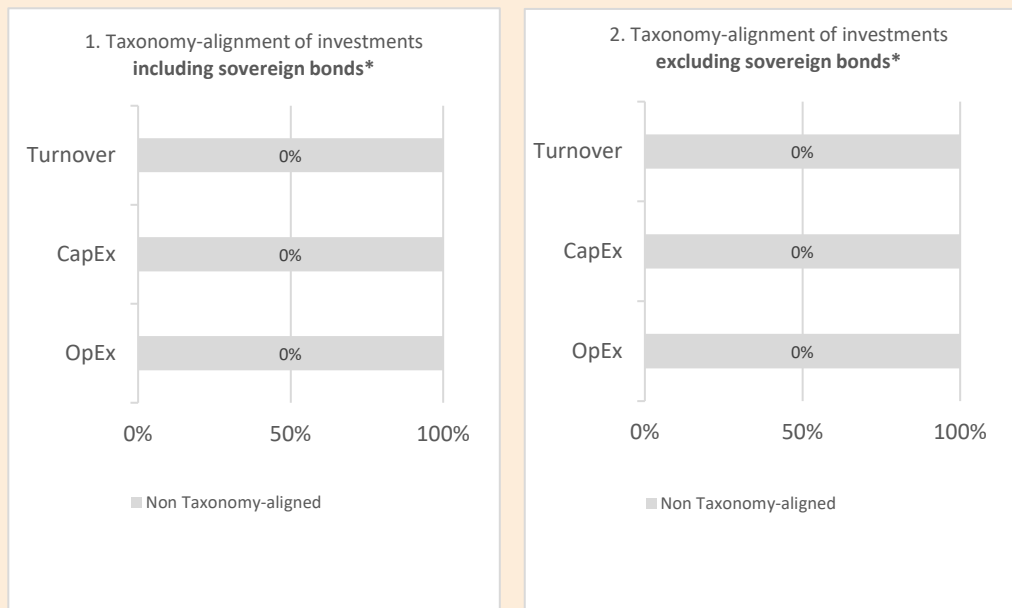 1. Taxonomy-alignment of investments
including sovereign bonds*
Turnover
0%
CapEx
0%
OpEx
0%
0%
50%
100%
Non Taxonomy-aligned
2. Taxonomy-alignment of investments
excluding sovereign bonds*
Turnover
0%
CapEx
0%
OpEx
0%
0%
50%
100%
Non Taxonomy-aligned